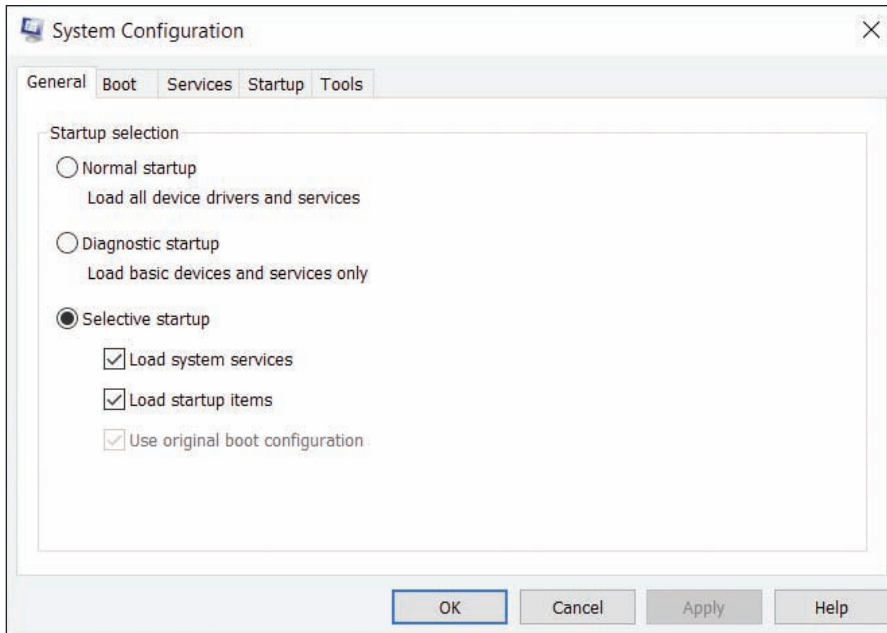 System Configuration
General Boot Services Startup Tools
Startup selection
Normal startup
Load all device drivers and services
Diagnostic startup
Load basic devices and services only
Selective startup
Load system services
Load startup items
Use original boot configuration
OK Cancel Apply Help